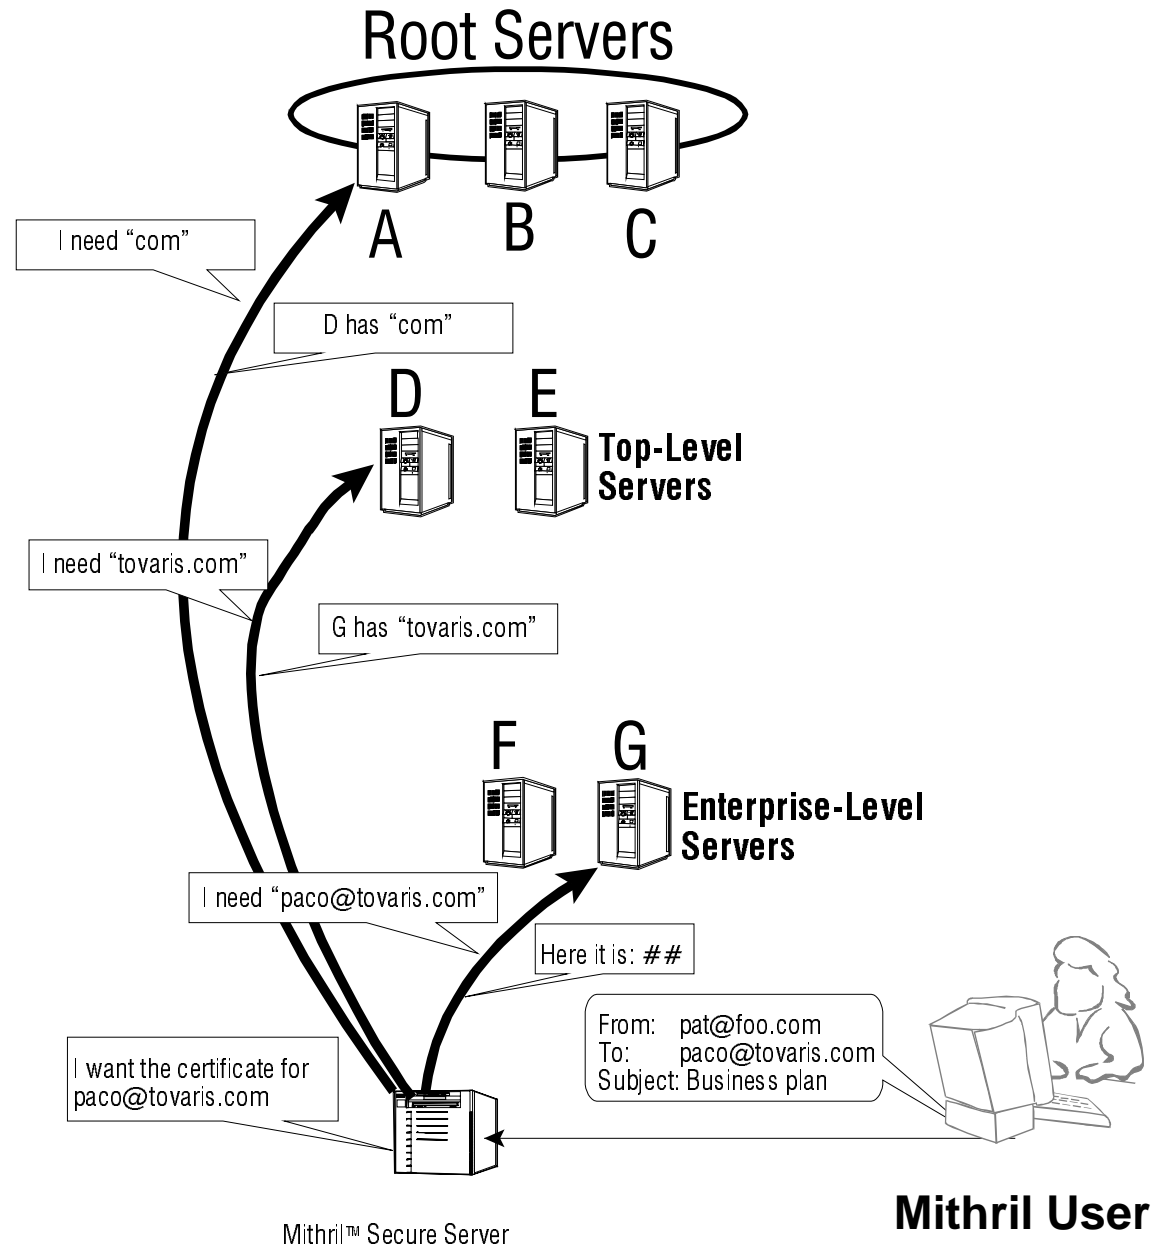 Root Servers
A
B
C
I need “com”
D has “com”
D
E
Top-Level
Servers
I need “tovaris.com”
G has “tovaris.com”
F
G
Enterprise-Level
Servers
I need “paco@tovaris.com”
Here it is: ##
From: pat@foo.com
To: paco@tovaris.com
Subject: Business plan
I want the certificate for
paco@tovaris.com
Mithril User
Mithril™ Secure Server